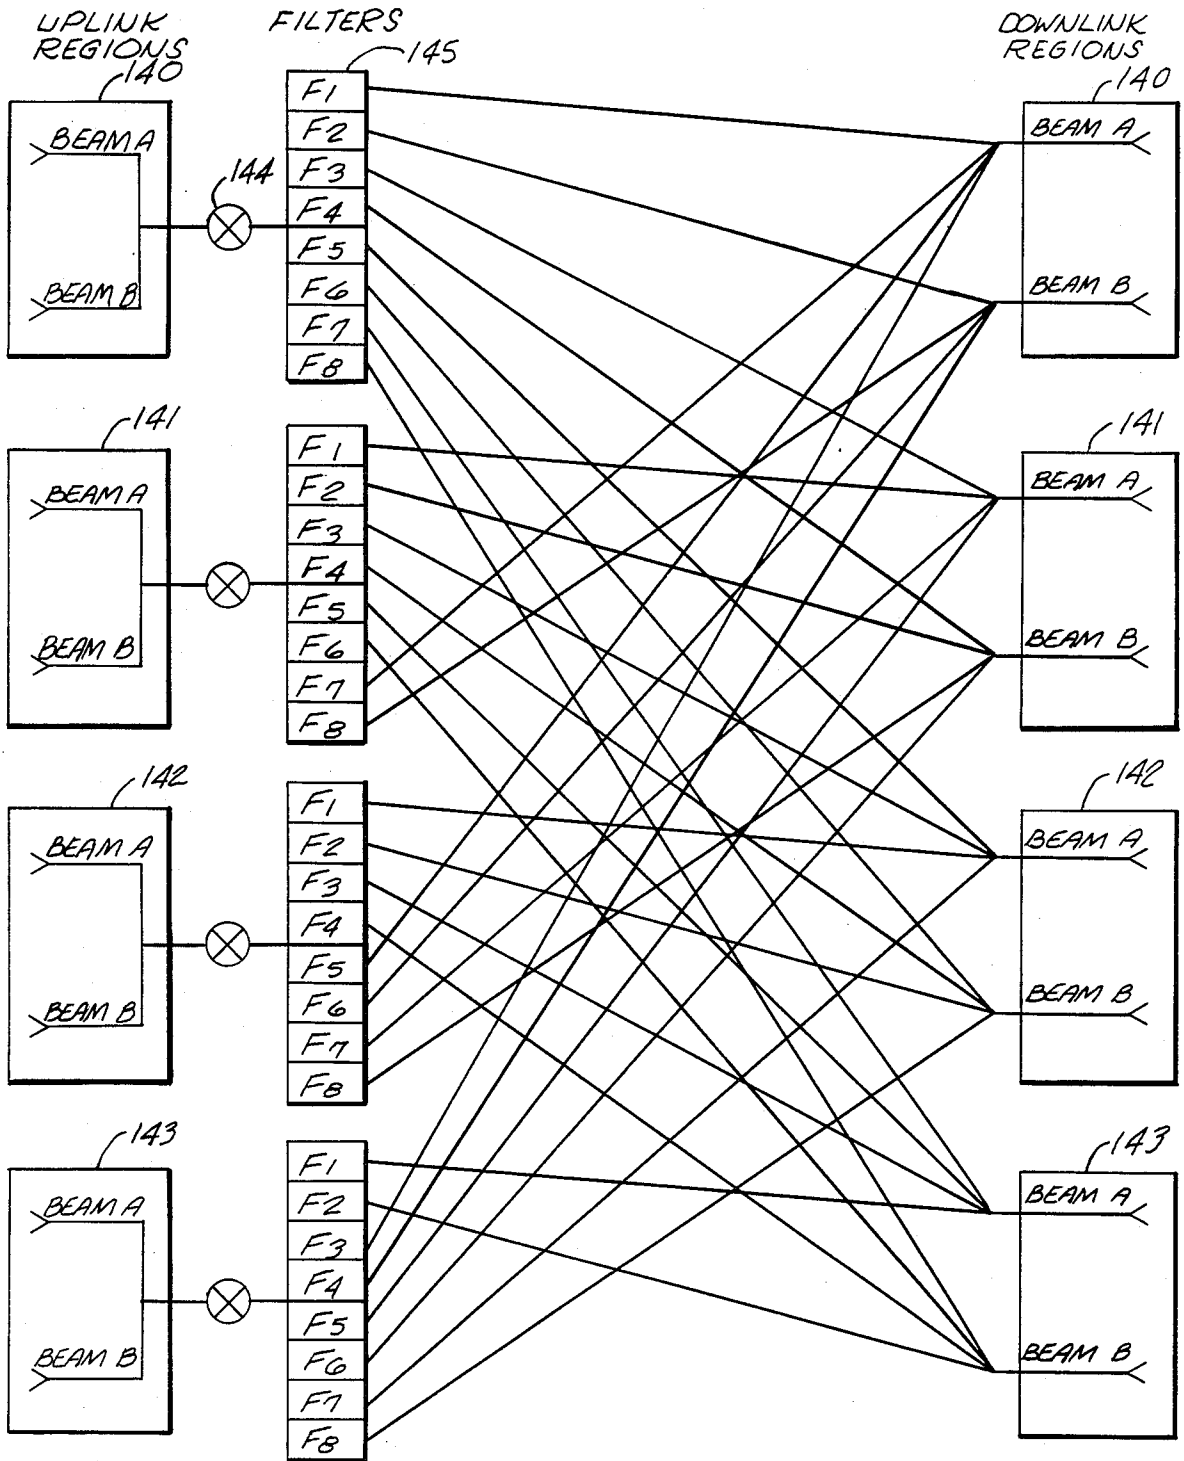 UPLINK
REGIONS
FILTERS
DOWNLINK
REGIONS
140
BEAM A
BEAM B
144
145
F1
F2
F3
F4
F5
F6
F7
F8
140
BEAM A
BEAM B
141
BEAM A
BEAM B
F1
F2
F3
F4
F5
F6
F7
F8
141
BEAM A
BEAM B
142
BEAM A
BEAM B
F1
F2
F3
F4
F5
F6
F7
F8
142
BEAM A
BEAM B
143
BEAM A
BEAM B
F1
F2
F3
F4
F5
F6
F7
F8
143
BEAM A
BEAM B